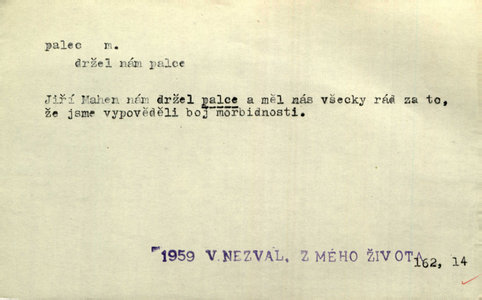 palec m.
držel nám palce
Jiří Mahen nám držel palce a měl nás všecky rád za to,
že jsme vypověděli boj morbidnosti.
1959 V. NEZVAL, Z MÉHO ŽIVOTA 162, 14